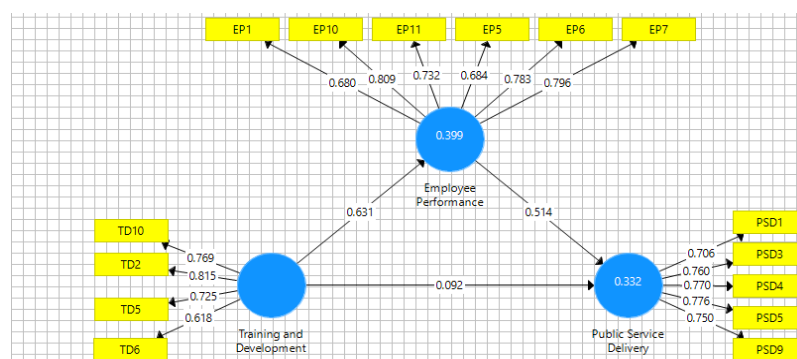 EP1 EP10 EP11 EP5 EP6 EP7
0.680 0.809 0.732 0.684 0.783 0.796
0.399
Employee
Performance
0.631 0.514
TD10
TD2
TD5
TD6
0.769
0.815
0.725
0.618
Training and
Development
0.092
0.332
Public Service
Delivery
0.706
0.760
0.770
0.776
0.750
PSD1
PSD3
PSD4
PSD5
PSD9